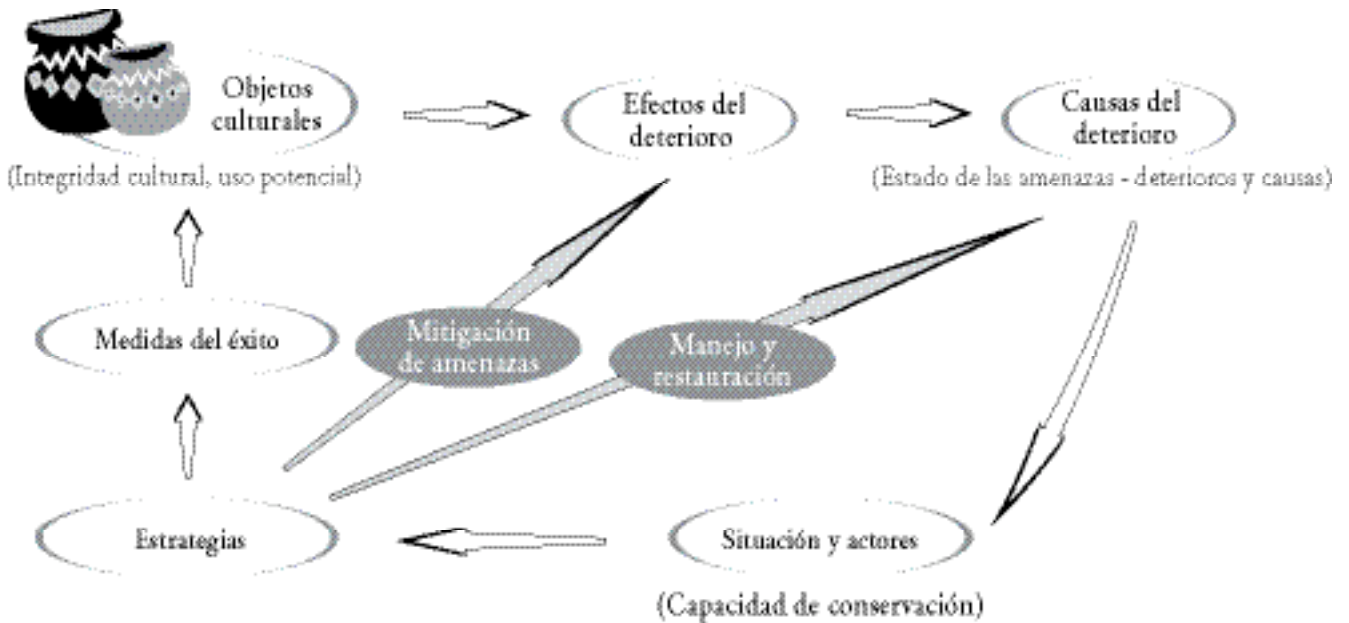 Objetos
culturales
(Integridad cultural, uso potencial)
Efectos del
deterioro
Causas del
deterioro
(Estado de las amenazas - deterioros y causas)
Medidas del éxito
Mitigación
de amenazas
Manejo y
restauración
Estrategias
Situación y actores
(Capacidad de conservación)